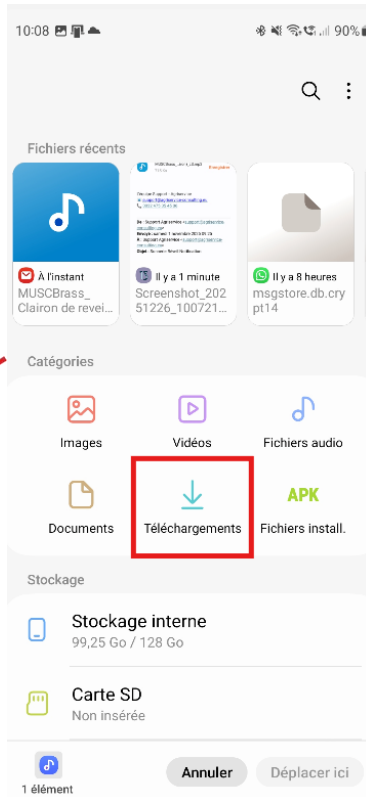 10:08
90%
Fichiers récents
À l'instant
MUSCBrass_
Clairon de revei...
Il y a 1 minute
Screenshot_202
51226_100721...
Il y a 8 heures
msgstore.db.cry
pt14
Catégories
Images
Vidéos
Fichiers audio
APK
Documents
Téléchargements
Fichiers install.
Stockage
Stockage interne
99,25 Go / 128 Go
Carte SD
Non insérée
1 élément
Annuler
Déplacer ici